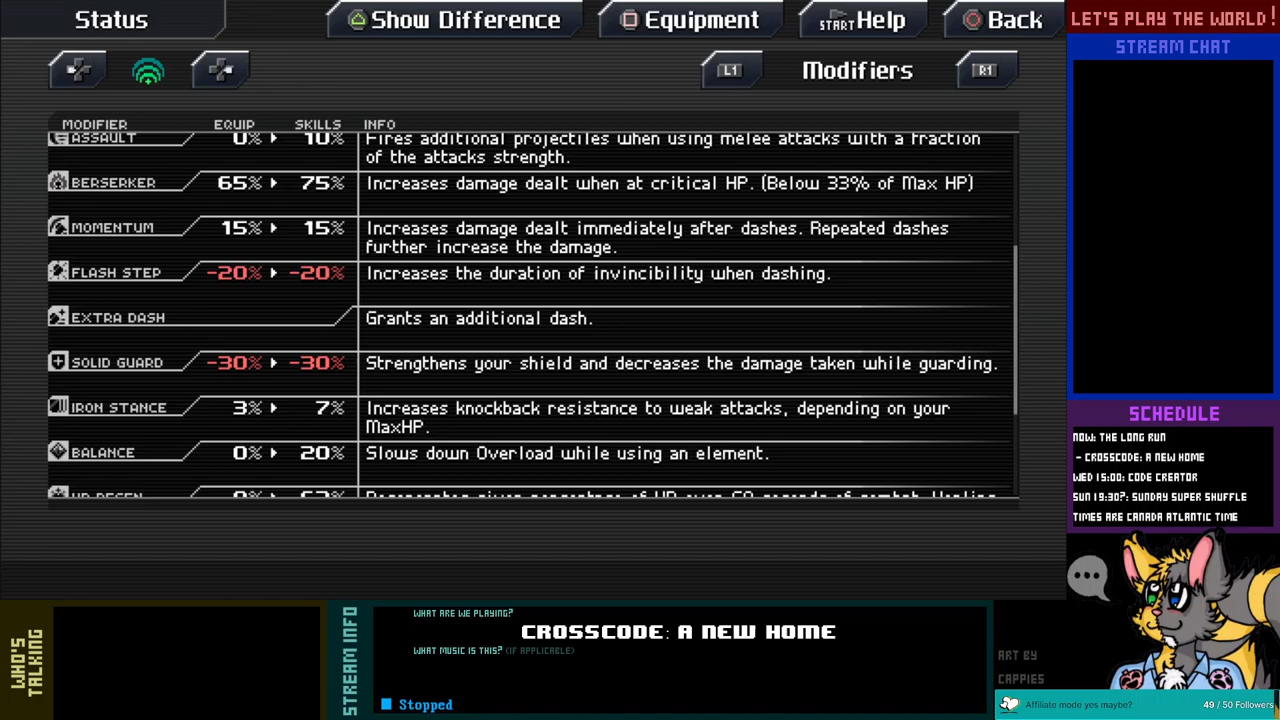 Status
Show Difference
Equipment
START Help
Back
L1
Modifiers
R1
MODIFIER EQUIP SKILLS INFO
ASSAULT 0% 10% Fires additional projectiles when using melee attacks with a fraction
of the attacks strength.
BERSERKER 65% 75% Increases damage dealt when at critical HP. (Below 33% of Max HP)
MOMENTUM 15% 15% Increases damage dealt immediately after dashes. Repeated dashes
further increase the damage.
FLASH STEP -20% -20% Increases the duration of invincibility when dashing.
EXTRA DASH Grants an additional dash.
SOLID GUARD -30% -30% Strengthens your shield and decreases the damage taken while guarding.
IRON STANCE 3% 7% Increases knockback resistance to weak attacks, depending on your
MaxHP.
BALANCE 0% 20% Slows down Overload while using an element.
LET'S PLAY THE WORLD!
STREAM CHAT
SCHEDULE
NOW: THE LONG RUN
- CROSSCODE: A NEW HOME
WED 15:00: CODE CREATOR
SUN 19:30?: SUNDAY SUPER SHUFFLE
TIMES ARE CANADA ATLANTIC TIME
WHO'S TALKING
STREAM INFO
WHAT ARE WE PLAYING?
CROSSCODE: A NEW HOME
WHAT MUSIC IS THIS? (IF APPLICABLE)
Stopped
ART BY
CAPPIES
Affiliate mode yes maybe? 49 / 50 Followers